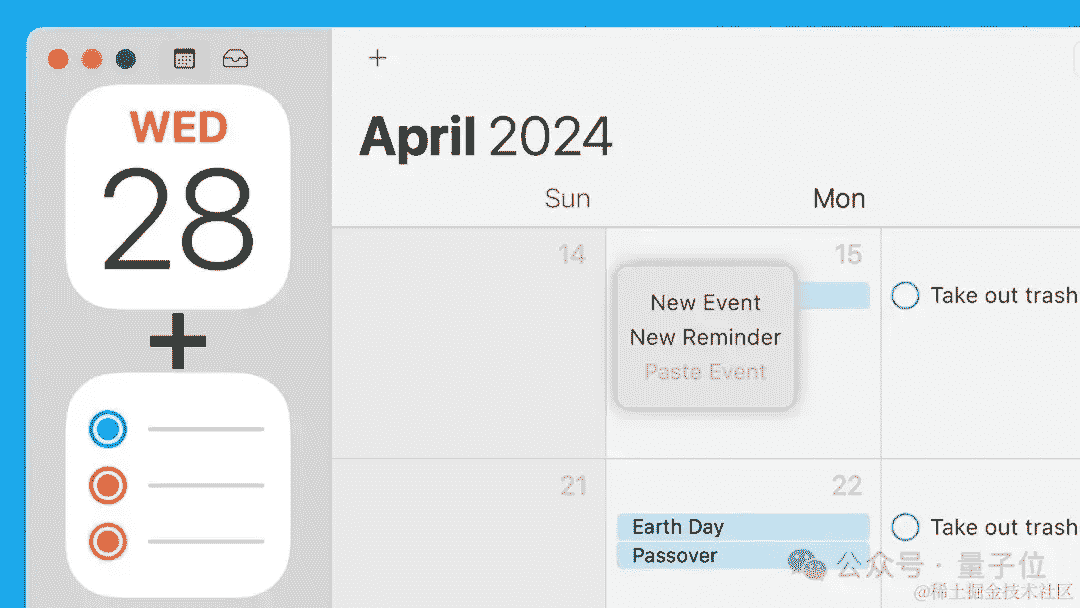 WED
28
+
April 2024
Sun
Mon
14
15
New Event
New Reminder
Paste Event
Take out trash
21
22
Earth Day
Passover
Take out trash
公众号 · 量子位
@稀土掘金技术社区